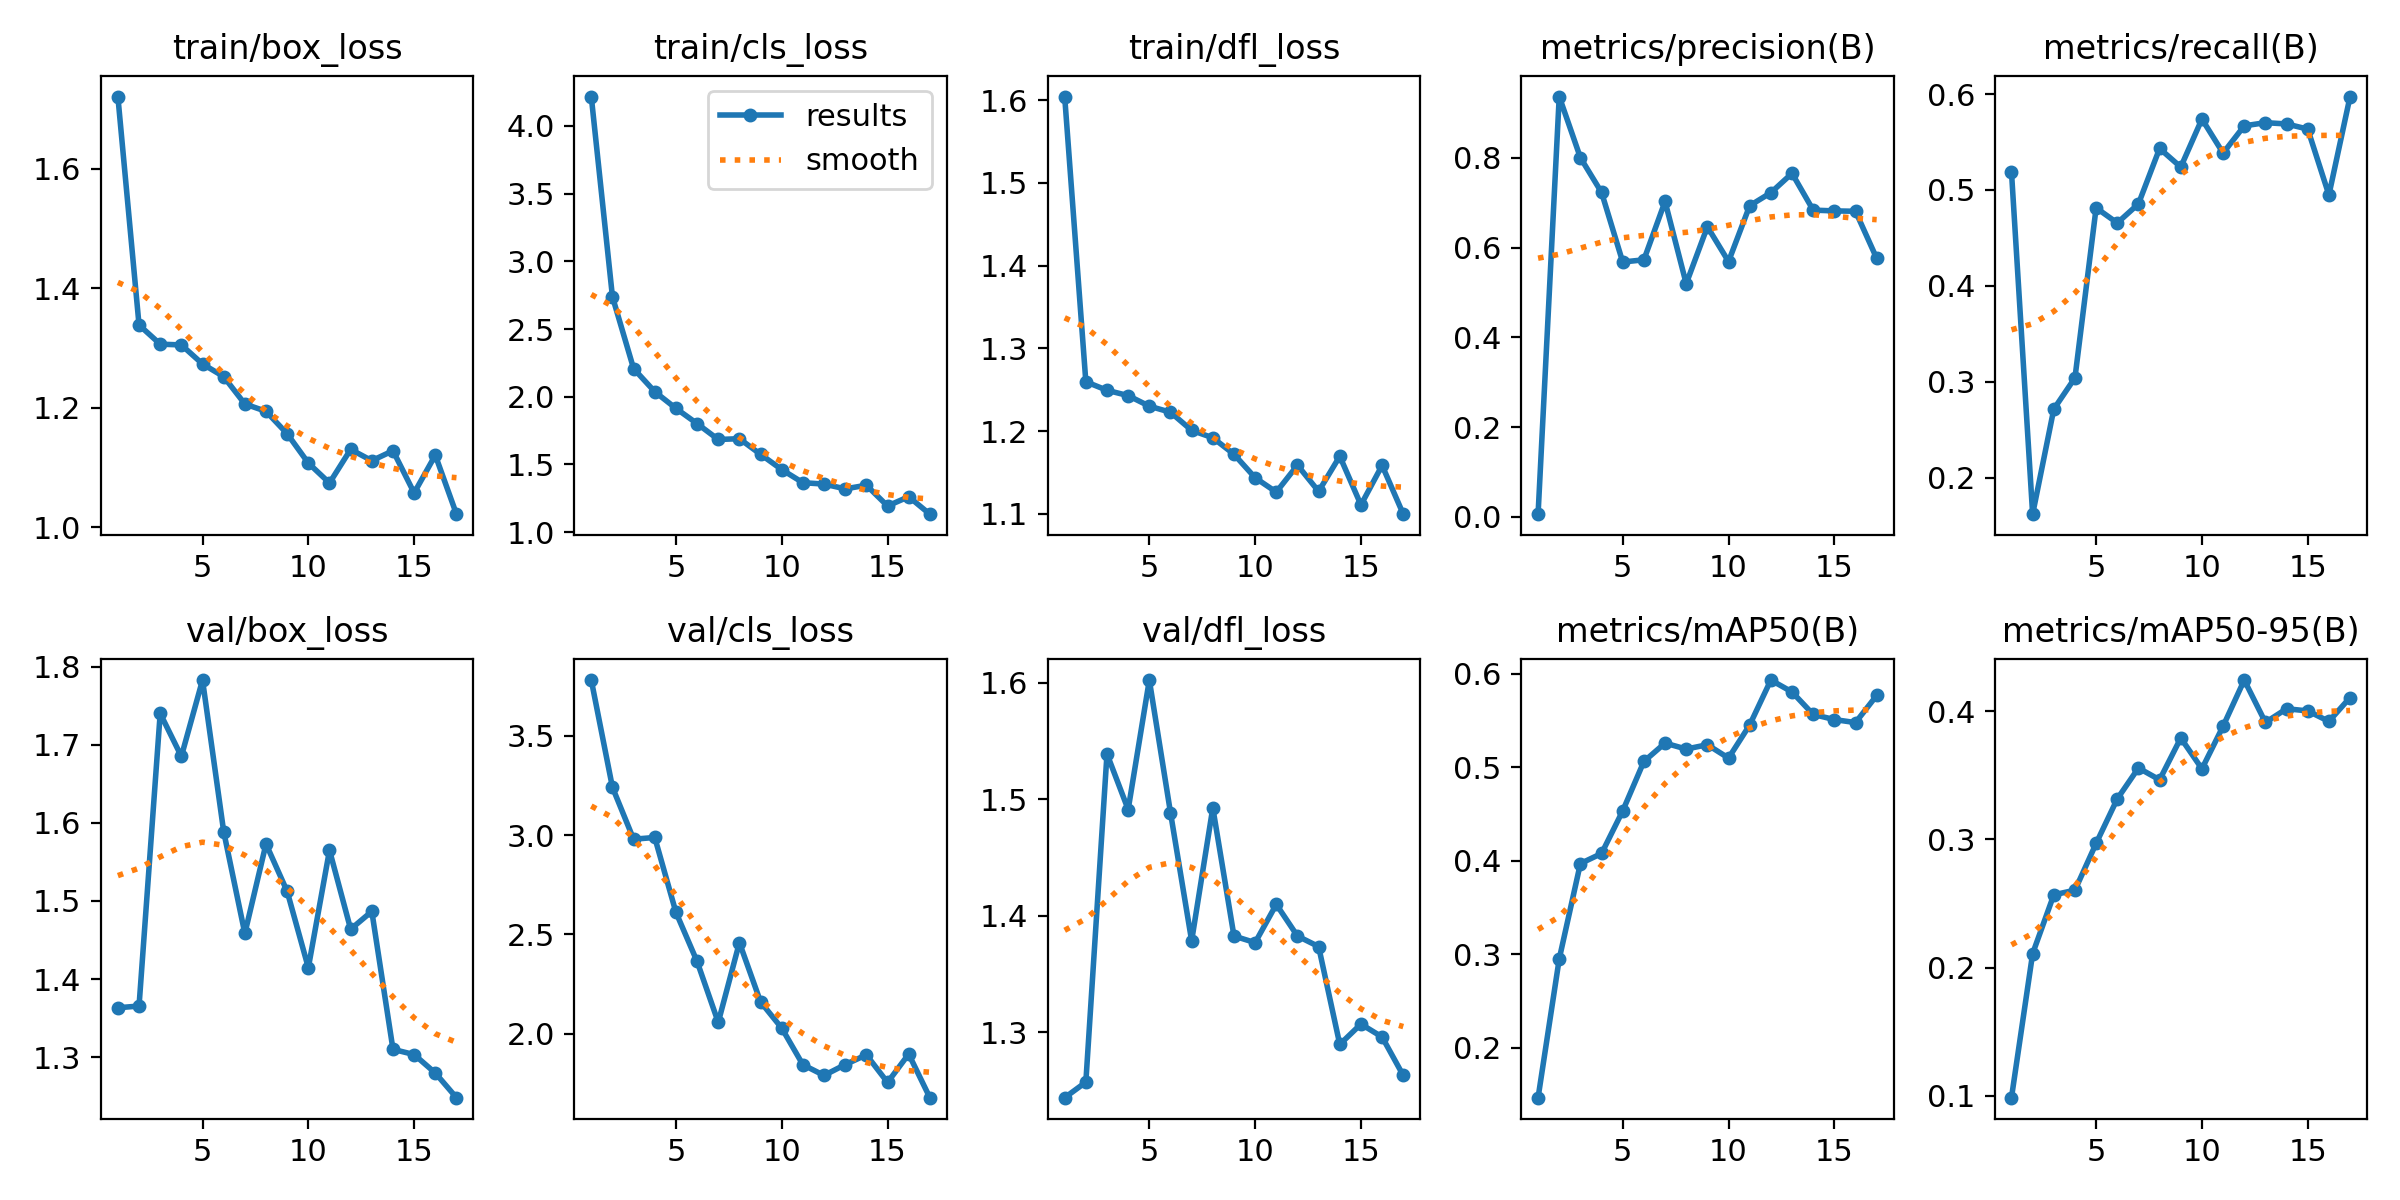 train/box_loss
1.6
1.4
1.2
1.0
5 10 15
train/cls_loss
results
smooth
4.0
3.5
3.0
2.5
2.0
1.5
1.0
5 10 15
train/dfl_loss
1.6
1.5
1.4
1.3
1.2
1.1
5 10 15
metrics/precision(B)
0.8
0.6
0.4
0.2
0.0
5 10 15
metrics/recall(B)
0.6
0.5
0.4
0.3
0.2
5 10 15
val/box_loss
1.8
1.7
1.6
1.5
1.4
1.3
5 10 15
val/cls_loss
3.5
3.0
2.5
2.0
5 10 15
val/dfl_loss
1.6
1.5
1.4
1.3
5 10 15
metrics/mAP50(B)
0.6
0.5
0.4
0.3
0.2
5 10 15
metrics/mAP50-95(B)
0.4
0.3
0.2
0.1
5 10 15